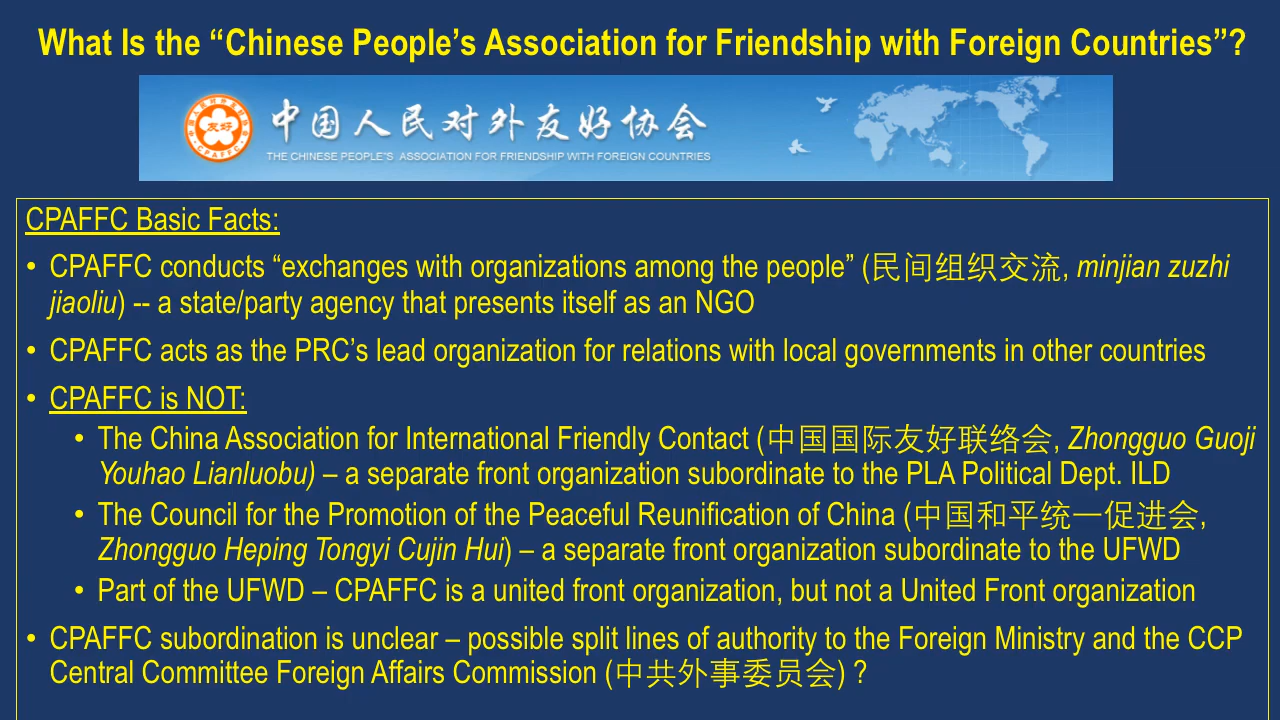 What Is the “Chinese People’s Association for Friendship with Foreign Countries”?
友好
CPAFFC
中国人民对外友好协会
THE CHINESE PEOPLE'S ASSOCIATION FOR FRIENDSHIP WITH FOREIGN COUNTRIES
CPAFFC Basic Facts:
• CPAFFC conducts “exchanges with organizations among the people” (民间组织交流, minjian zuzhi
jiaoliu) -- a state/party agency that presents itself as an NGO
• CPAFFC acts as the PRC’s lead organization for relations with local governments in other countries
• CPAFFC is NOT:
• The China Association for International Friendly Contact (中国国际友好联络会, Zhongguo Guoji
Youhao Lianluobu) – a separate front organization subordinate to the PLA Political Dept. ILD
• The Council for the Promotion of the Peaceful Reunification of China (中国和平统一促进会,
Zhongguo Heping Tongyi Cujin Hui) – a separate front organization subordinate to the UFWD
• Part of the UFWD – CPAFFC is a united front organization, but not a United Front organization
• CPAFFC subordination is unclear – possible split lines of authority to the Foreign Ministry and the CCP
Central Committee Foreign Affairs Commission (中共外事委员会) ?